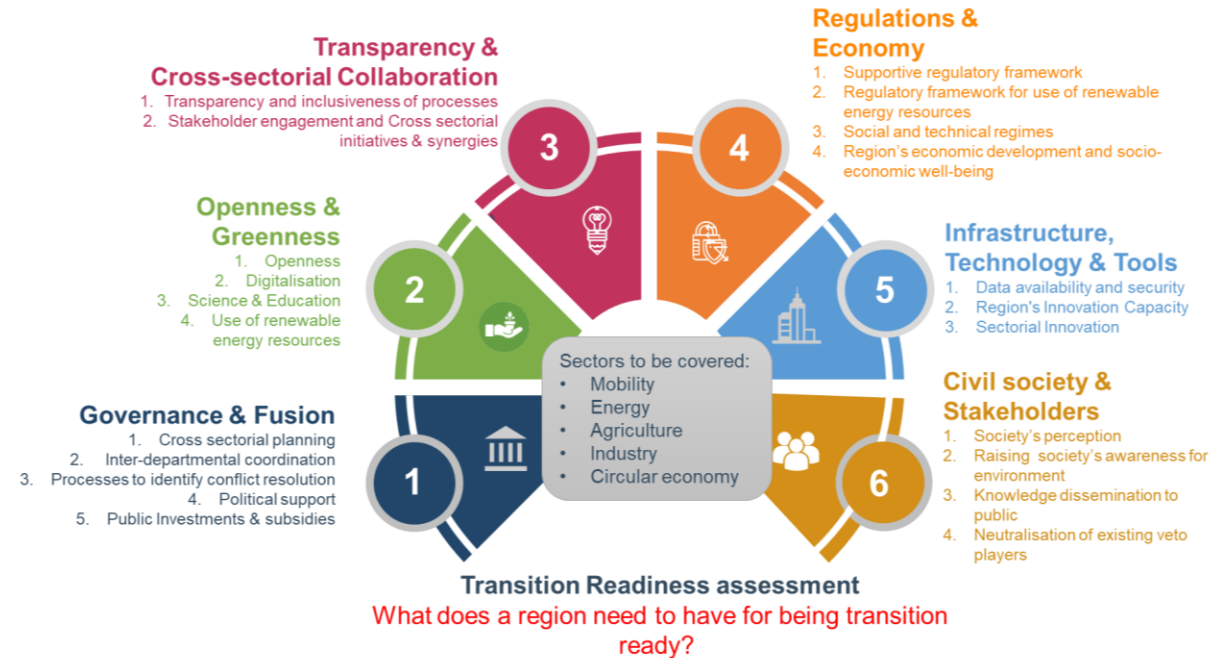 Transparency &
Cross-sectorial Collaboration
1. Transparency and inclusiveness of processes
2. Stakeholder engagement and Cross sectorial
initiatives & synergies
Regulations &
Economy
1. Supportive regulatory framework
2. Regulatory framework for use of renewable
energy resources
3. Social and technical regimes
4. Region's economic development and socio-
economic well-being
Openness &
Greenness
1. Openness
2. Digitalisation
3. Science & Education
4. Use of renewable
energy resources
Infrastructure,
Technology & Tools
1. Data availability and security
2. Region's Innovation Capacity
3. Sectorial Innovation
Governance & Fusion
1. Cross sectorial planning
2. Inter-departmental coordination
3. Processes to identify conflict resolution
4. Political support
5. Public Investments & subsidies
Civil society &
Stakeholders
1. Society's perception
2. Raising society's awareness for
environment
3. Knowledge dissemination to
public
4. Neutralisation of existing veto
players
3
4
2
5
1
6
Sectors to be covered:
• Mobility
• Energy
• Agriculture
• Industry
• Circular economy
Transition Readiness assessment
What does a region need to have for being transition
ready?